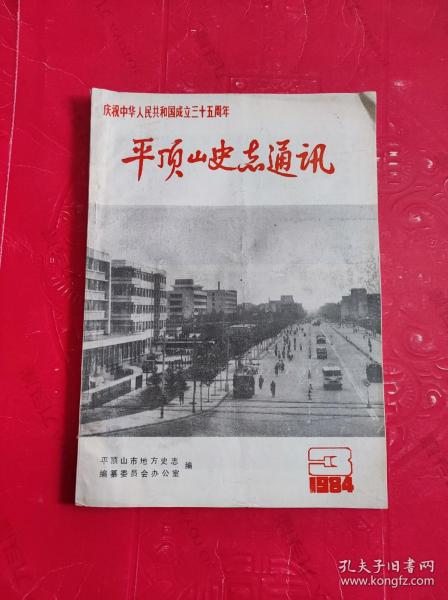 庆祝中华人民共和国成立三十五周年
平顶山史志通讯
平顶山市地方史志
编纂委员会办公室 编
3
1984
孔夫子旧书网
www.kongfz.com